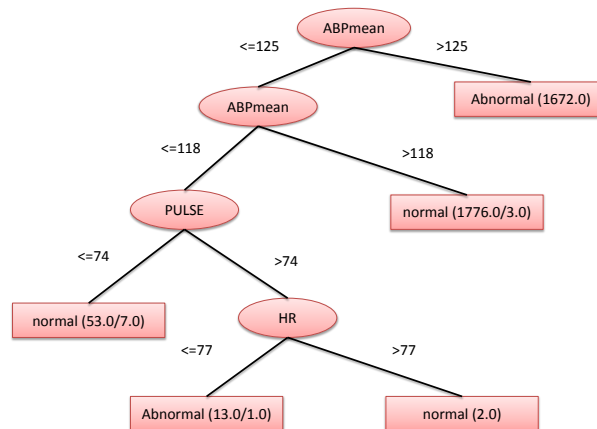 ABPmean
<=125
>125
ABPmean
Abnormal (1672.0)
<=118
>118
PULSE
normal (1776.0/3.0)
<=74
>74
normal (53.0/7.0)
HR
<=77
>77
Abnormal (13.0/1.0)
normal (2.0)